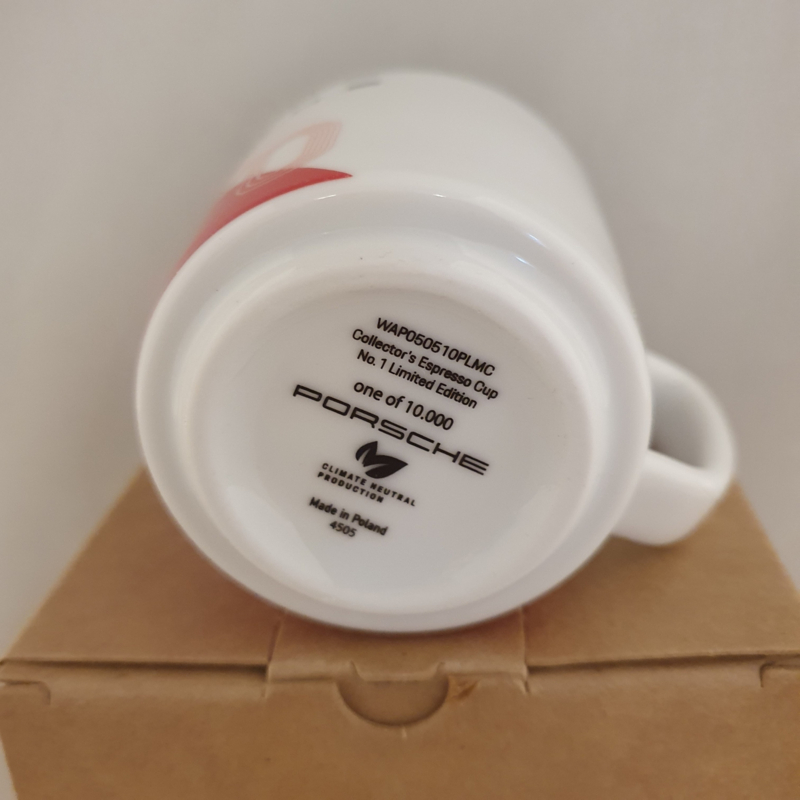 WAP050510PLMC
Collector's Espresso Cup
No. 1 Limited Edition
one of 10.000
PORSCHE
CLIMATE NEUTRAL
PRODUCTION
Made in Poland
4505